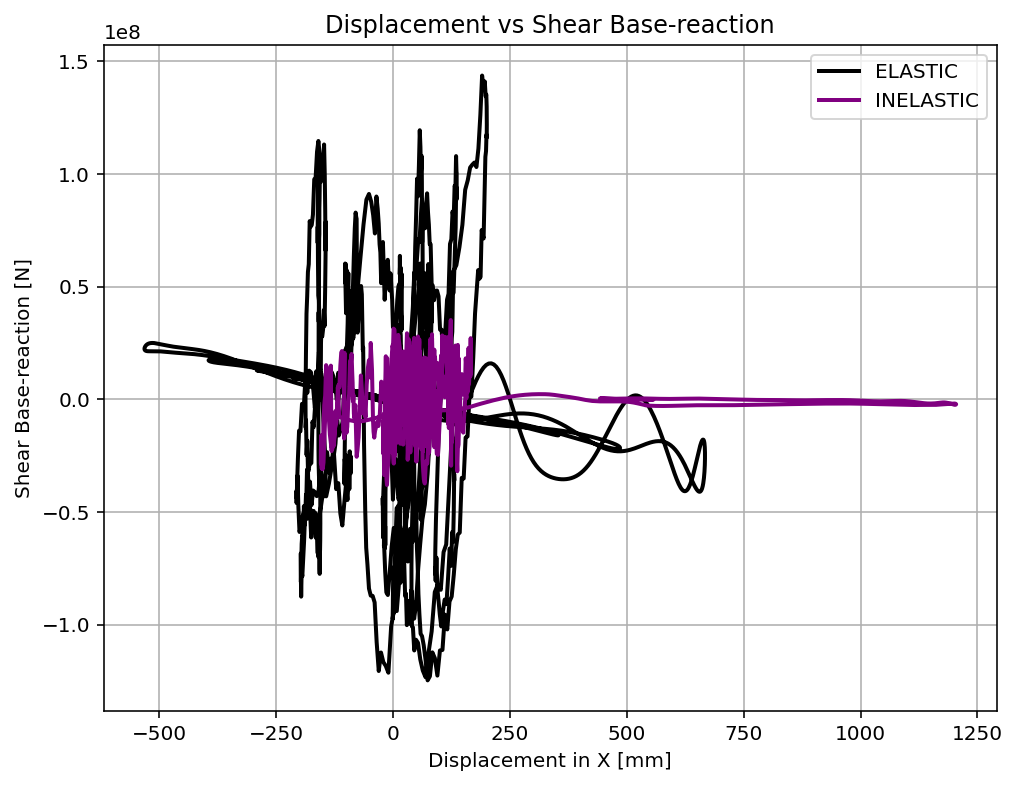 Displacement vs Shear Base-reaction
1e8
1.5
1.0
0.5
0.0
−0.5
−1.0
Shear Base-reaction [N]
ELASTIC
INELASTIC
−500
−250
0
250
500
750
1000
1250
Displacement in X [mm]